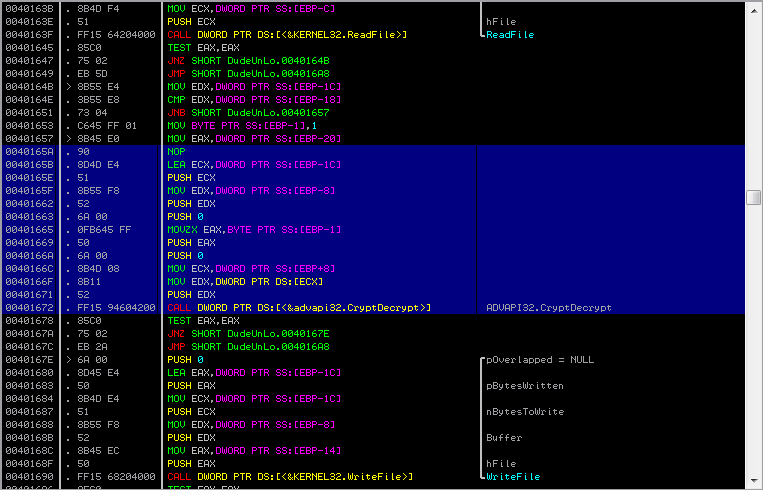 0040163B . 8B4D F4 MOV ECX,DWORD PTR SS:[EBP-C]
0040163E . 51 PUSH ECX hFile
0040163F . FF15 64204000 CALL DWORD PTR DS:[<&KERNEL32.ReadFile>] ReadFile
00401645 . 85C0 TEST EAX,EAX
00401647 . 75 02 JNZ SHORT DudeUnLo.0040164B
00401649 . EB 5D JMP SHORT DudeUnLo.004016A8
0040164B > 8B55 E4 MOV EDX,DWORD PTR SS:[EBP-1C]
0040164E . 3B55 E8 CMP EDX,DWORD PTR SS:[EBP-18]
00401651 . 73 04 JNB SHORT DudeUnLo.00401657
00401653 . C645 FF 01 MOV BYTE PTR SS:[EBP-1],1
00401657 > 8B45 E0 MOV EAX,DWORD PTR SS:[EBP-20]
0040165A . 90 NOP
0040165B . 8D4D E4 LEA ECX,DWORD PTR SS:[EBP-1C]
0040165E . 51 PUSH ECX
0040165F . 8B55 F8 MOV EDX,DWORD PTR SS:[EBP-8]
00401662 . 52 PUSH EDX
00401663 . 6A 00 PUSH 0
00401665 . 0FB645 FF MOVZX EAX,BYTE PTR SS:[EBP-1]
00401669 . 50 PUSH EAX
0040166A . 6A 00 PUSH 0
0040166C . 8B4D 08 MOV ECX,DWORD PTR SS:[EBP+8]
0040166F . 8B11 MOV EDX,DWORD PTR DS:[ECX]
00401671 . 52 PUSH EDX
00401672 . FF15 94604200 CALL DWORD PTR DS:[<&advapi32.CryptDecrypt>] ADVAPI32.CryptDecrypt
00401678 . 85C0 TEST EAX,EAX
0040167A . 75 02 JNZ SHORT DudeUnLo.0040167E
0040167C . EB 2A JMP SHORT DudeUnLo.004016A8
0040167E > 6A 00 PUSH 0 pOverlapped = NULL
00401680 . 8D45 E4 LEA EAX,DWORD PTR SS:[EBP-1C]
00401683 . 50 PUSH EAX pBytesWritten
00401684 . 8B4D E4 MOV ECX,DWORD PTR SS:[EBP-1C]
00401687 . 51 PUSH ECX nBytesToWrite
00401688 . 8B55 F8 MOV EDX,DWORD PTR SS:[EBP-8]
0040168B . 52 PUSH EDX Buffer
0040168C . 8B45 EC MOV EAX,DWORD PTR SS:[EBP-14]
0040168F . 50 PUSH EAX hFile
00401690 . FF15 68204000 CALL DWORD PTR DS:[<&KERNEL32.WriteFile>] WriteFile
00401696 . 85C0 TEST EAX,EAX